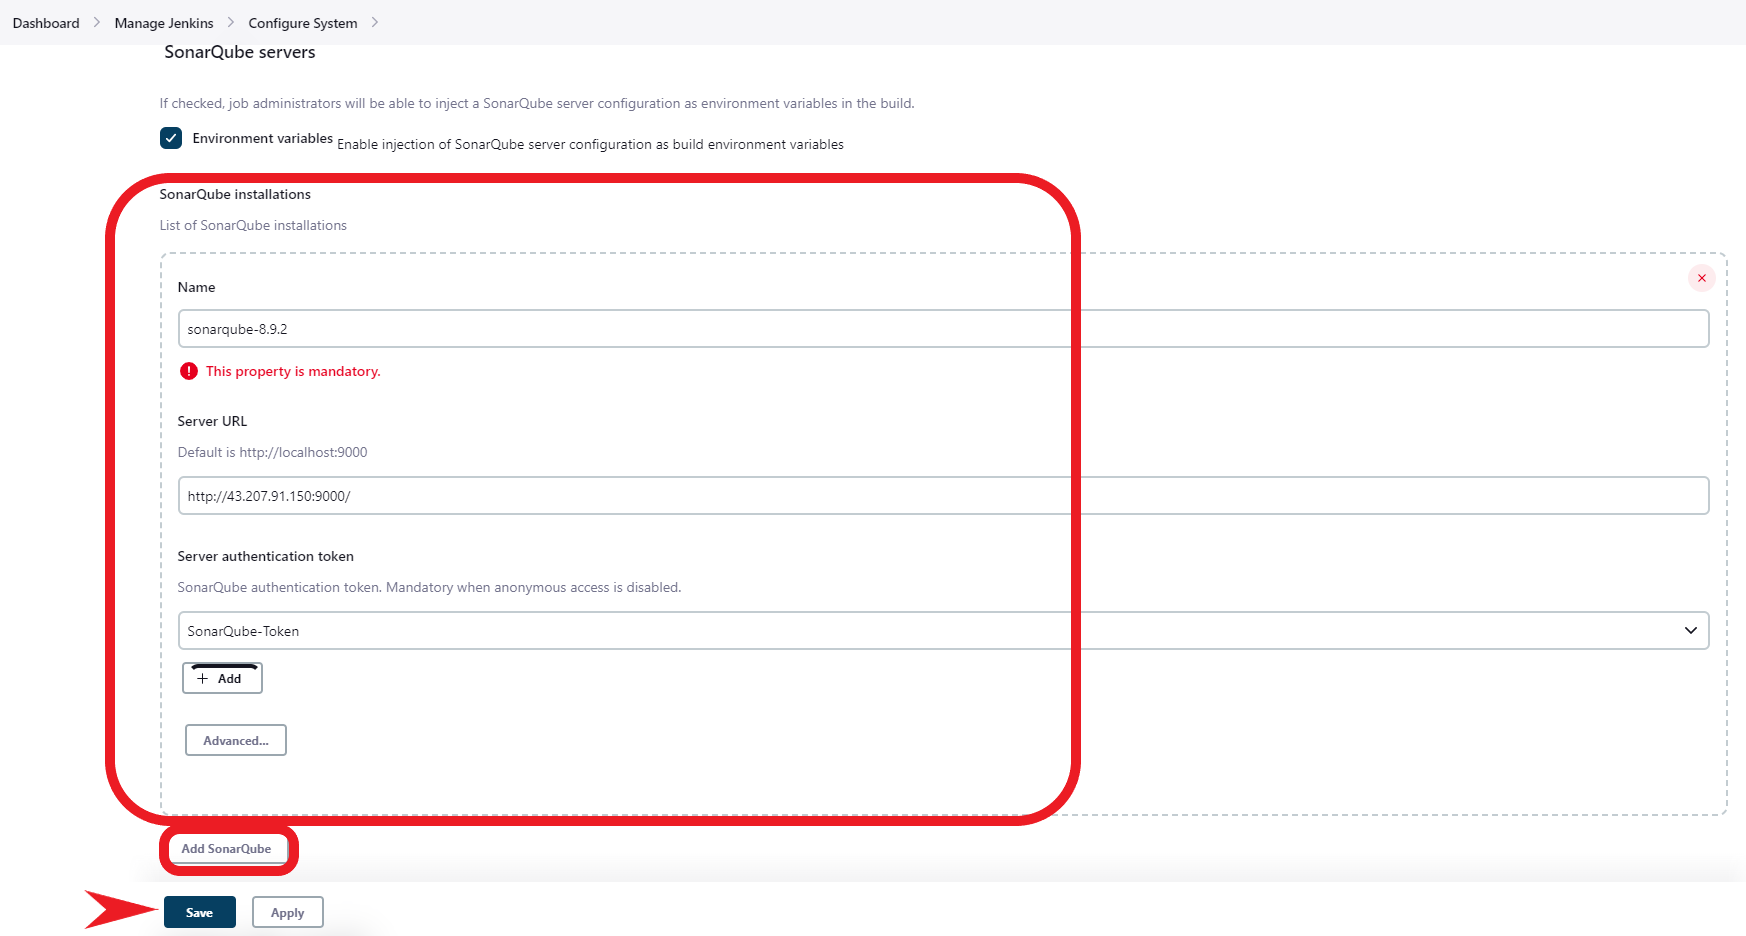 Dashboard > Manage Jenkins > Configure System >
SonarQube servers
If checked, job administrators will be able to inject a SonarQube server configuration as environment variables in the build.
Environment variables Enable injection of SonarQube server configuration as build environment variables
SonarQube installations
List of SonarQube installations
Name
sonarqube-8.9.2
This property is mandatory.
Server URL
Default is http://localhost:9000
http://43.207.91.150:9000/
Server authentication token
SonarQube authentication token. Mandatory when anonymous access is disabled.
SonarQube-Token
+ Add
Advanced...
Add SonarQube
Save Apply